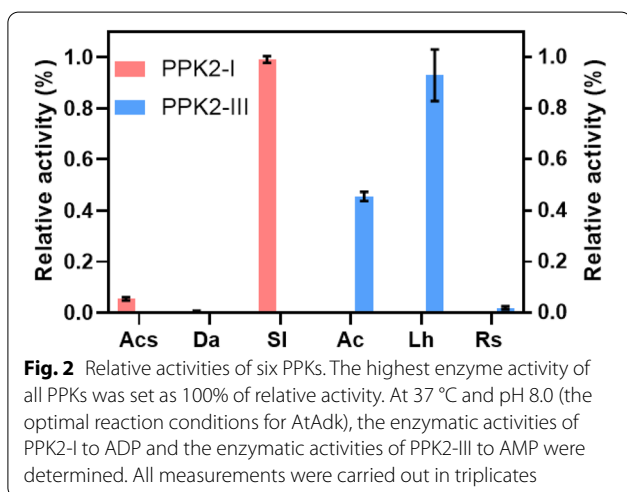 PPK2-I
PPK2-III
Relative activity (%)
1.0
0.8
0.6
0.4
0.2
0.0
1.0
0.8
0.6
0.4
0.2
0.0
Relative activity (%)
Acs Da SI Ac Lh Rs
Fig. 2 Relative activities of six PPKs. The highest enzyme activity of
all PPKs was set as 100% of relative activity. At 37 °C and pH 8.0 (the
optimal reaction conditions for AtAdk), the enzymatic activities of
PPK2-I to ADP and the enzymatic activities of PPK2-III to AMP were
determined. All measurements were carried out in triplicates